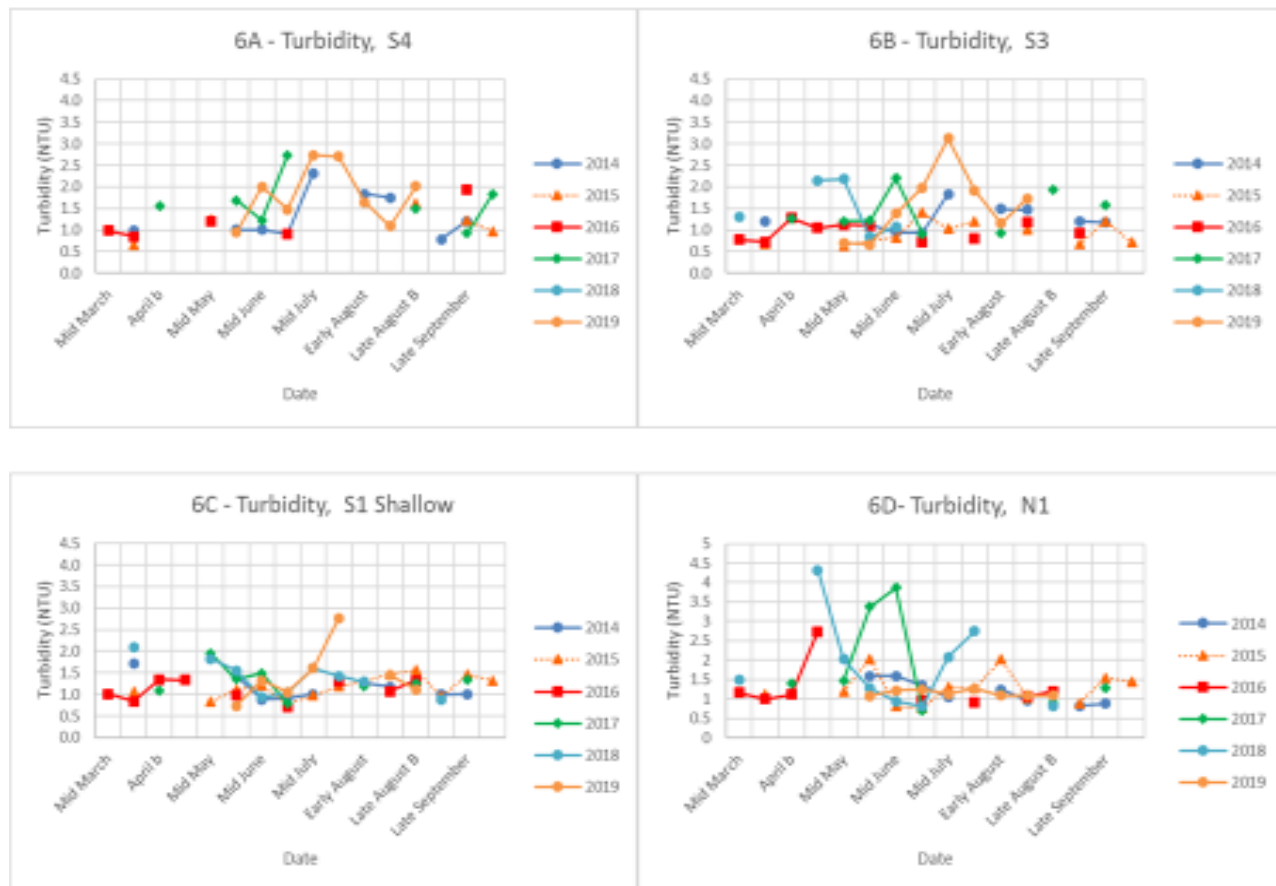 6A - Turbidity, S4
4.5
4.0
3.5
3.0
2.5
2.0
1.5
1.0
0.5
0.0
Turbidity (NTU)
Mid March
April b
Mid May
Mid June
Mid July
Early August
Late August B
Late September
Date
2014
2015
2016
2017
2018
2019
6B - Turbidity, S3
4.5
4.0
3.5
3.0
2.5
2.0
1.5
1.0
0.5
0.0
Turbidity (NTU)
Mid March
April b
Mid May
Mid June
Mid July
Early August
Late August B
Late September
Date
2014
2015
2016
2017
2018
2019
6C - Turbidity, S1 Shallow
4.5
4.0
3.5
3.0
2.5
2.0
1.5
1.0
0.5
0.0
Turbidity (NTU)
Mid March
April b
Mid May
Mid June
Mid July
Early August
Late August B
Late September
Date
2014
2015
2016
2017
2018
2019
6D- Turbidity, N1
5
4.5
4
3.5
3
2.5
2
1.5
1
0.5
0
Turbidity (NTU)
Mid March
April b
Mid May
Mid June
Mid July
Early August
Late August B
Late September
Date
2014
2015
2016
2017
2018
2019